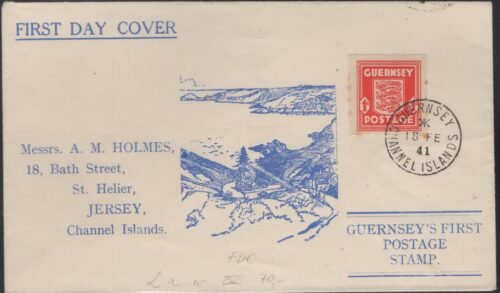 FIRST DAY COVER
GUERNSEY
1D
POSTAGE
GUERNSEY
18 FE
41
CHANNEL ISLANDS
Messrs. A. M. HOLMES,
18, Bath Street,
St. Helier,
JERSEY,
Channel Islands.
GUERNSEY'S FIRST
POSTAGE
STAMP.
70,-